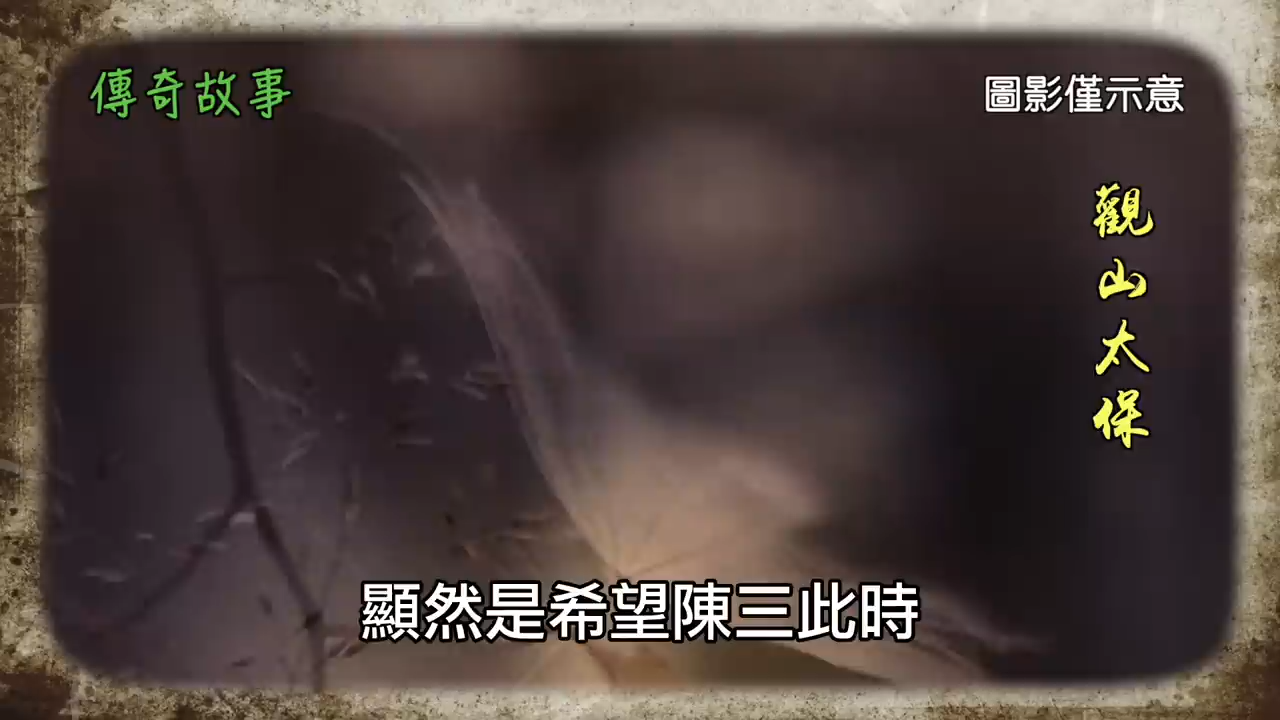 傳奇故事
圖影僅示意
觀山太保
顯然是希望陳三此時